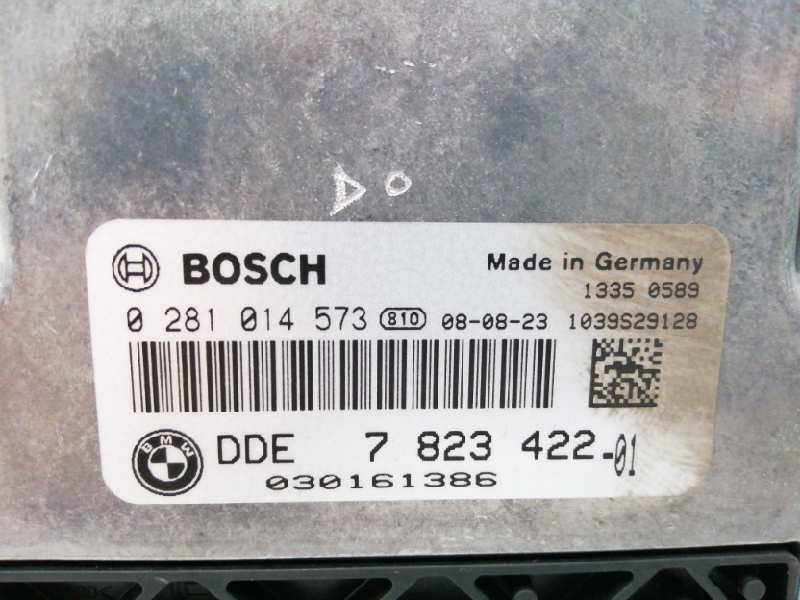 DO
BOSCH Made in Germany
1335 0589
0 281 014 573 810 08-08-23 1039S29128
BMW DDE 7 823 422-01
030161386